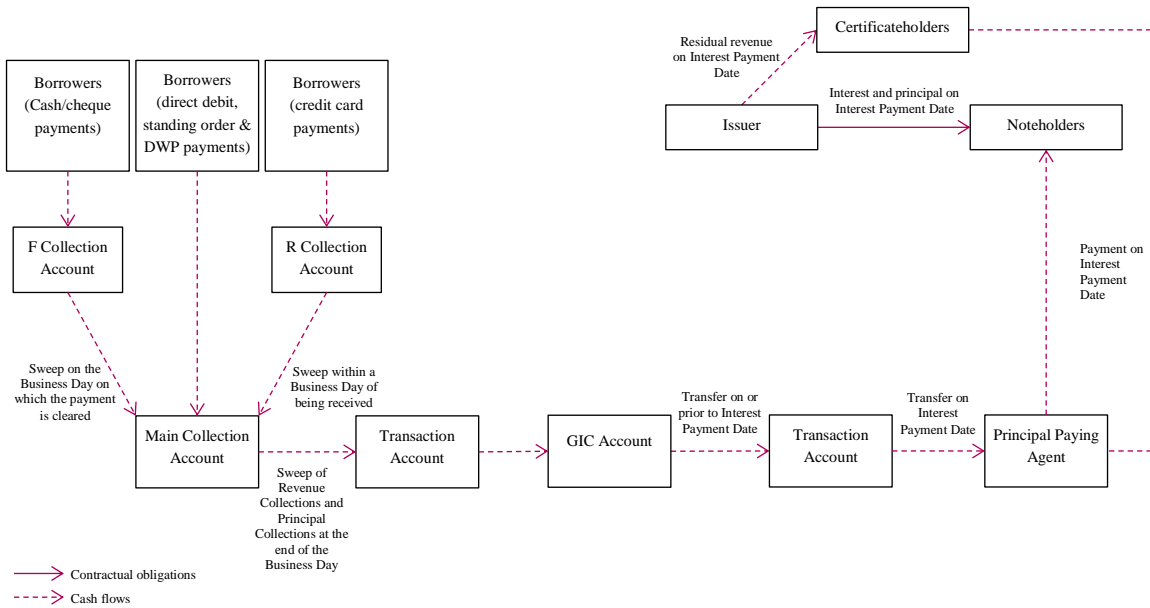 Certificateholders
Residual revenue
on Interest Payment
Date
Borrowers
(Cash/cheque
payments)
Borrowers
(direct debit,
standing order &
DWP payments)
Borrowers
(credit card
payments)
Interest and principal on
Interest Payment Date
Issuer
Noteholders
F Collection
Account
R Collection
Account
Payment on
Interest
Payment
Date
Sweep on the
Business Day on
which the payment
is cleared
Sweep within a
Business Day of
being received
Transfer on or
prior to Interest
Payment Date
Transfer on
Interest
Payment Date
Main Collection
Account
Transaction
Account
GIC Account
Transaction
Account
Principal Paying
Agent
Sweep of
Revenue
Collections and
Principal
Collections at the
end of the
Business Day
Contractual obligations
Cash flows